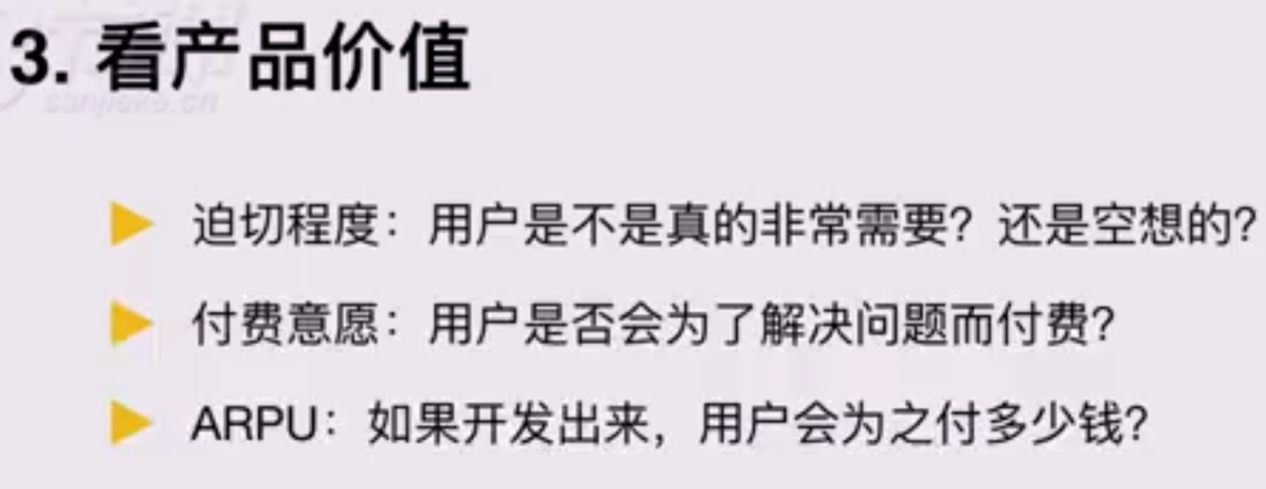 3. 看产品价值
sanjieke.cn
迫切程度：用户是不是真的非常需要？还是空想的？
付费意愿：用户是否会为了解决问题而付费？
ARPU：如果开发出来，用户会为之付多少钱？